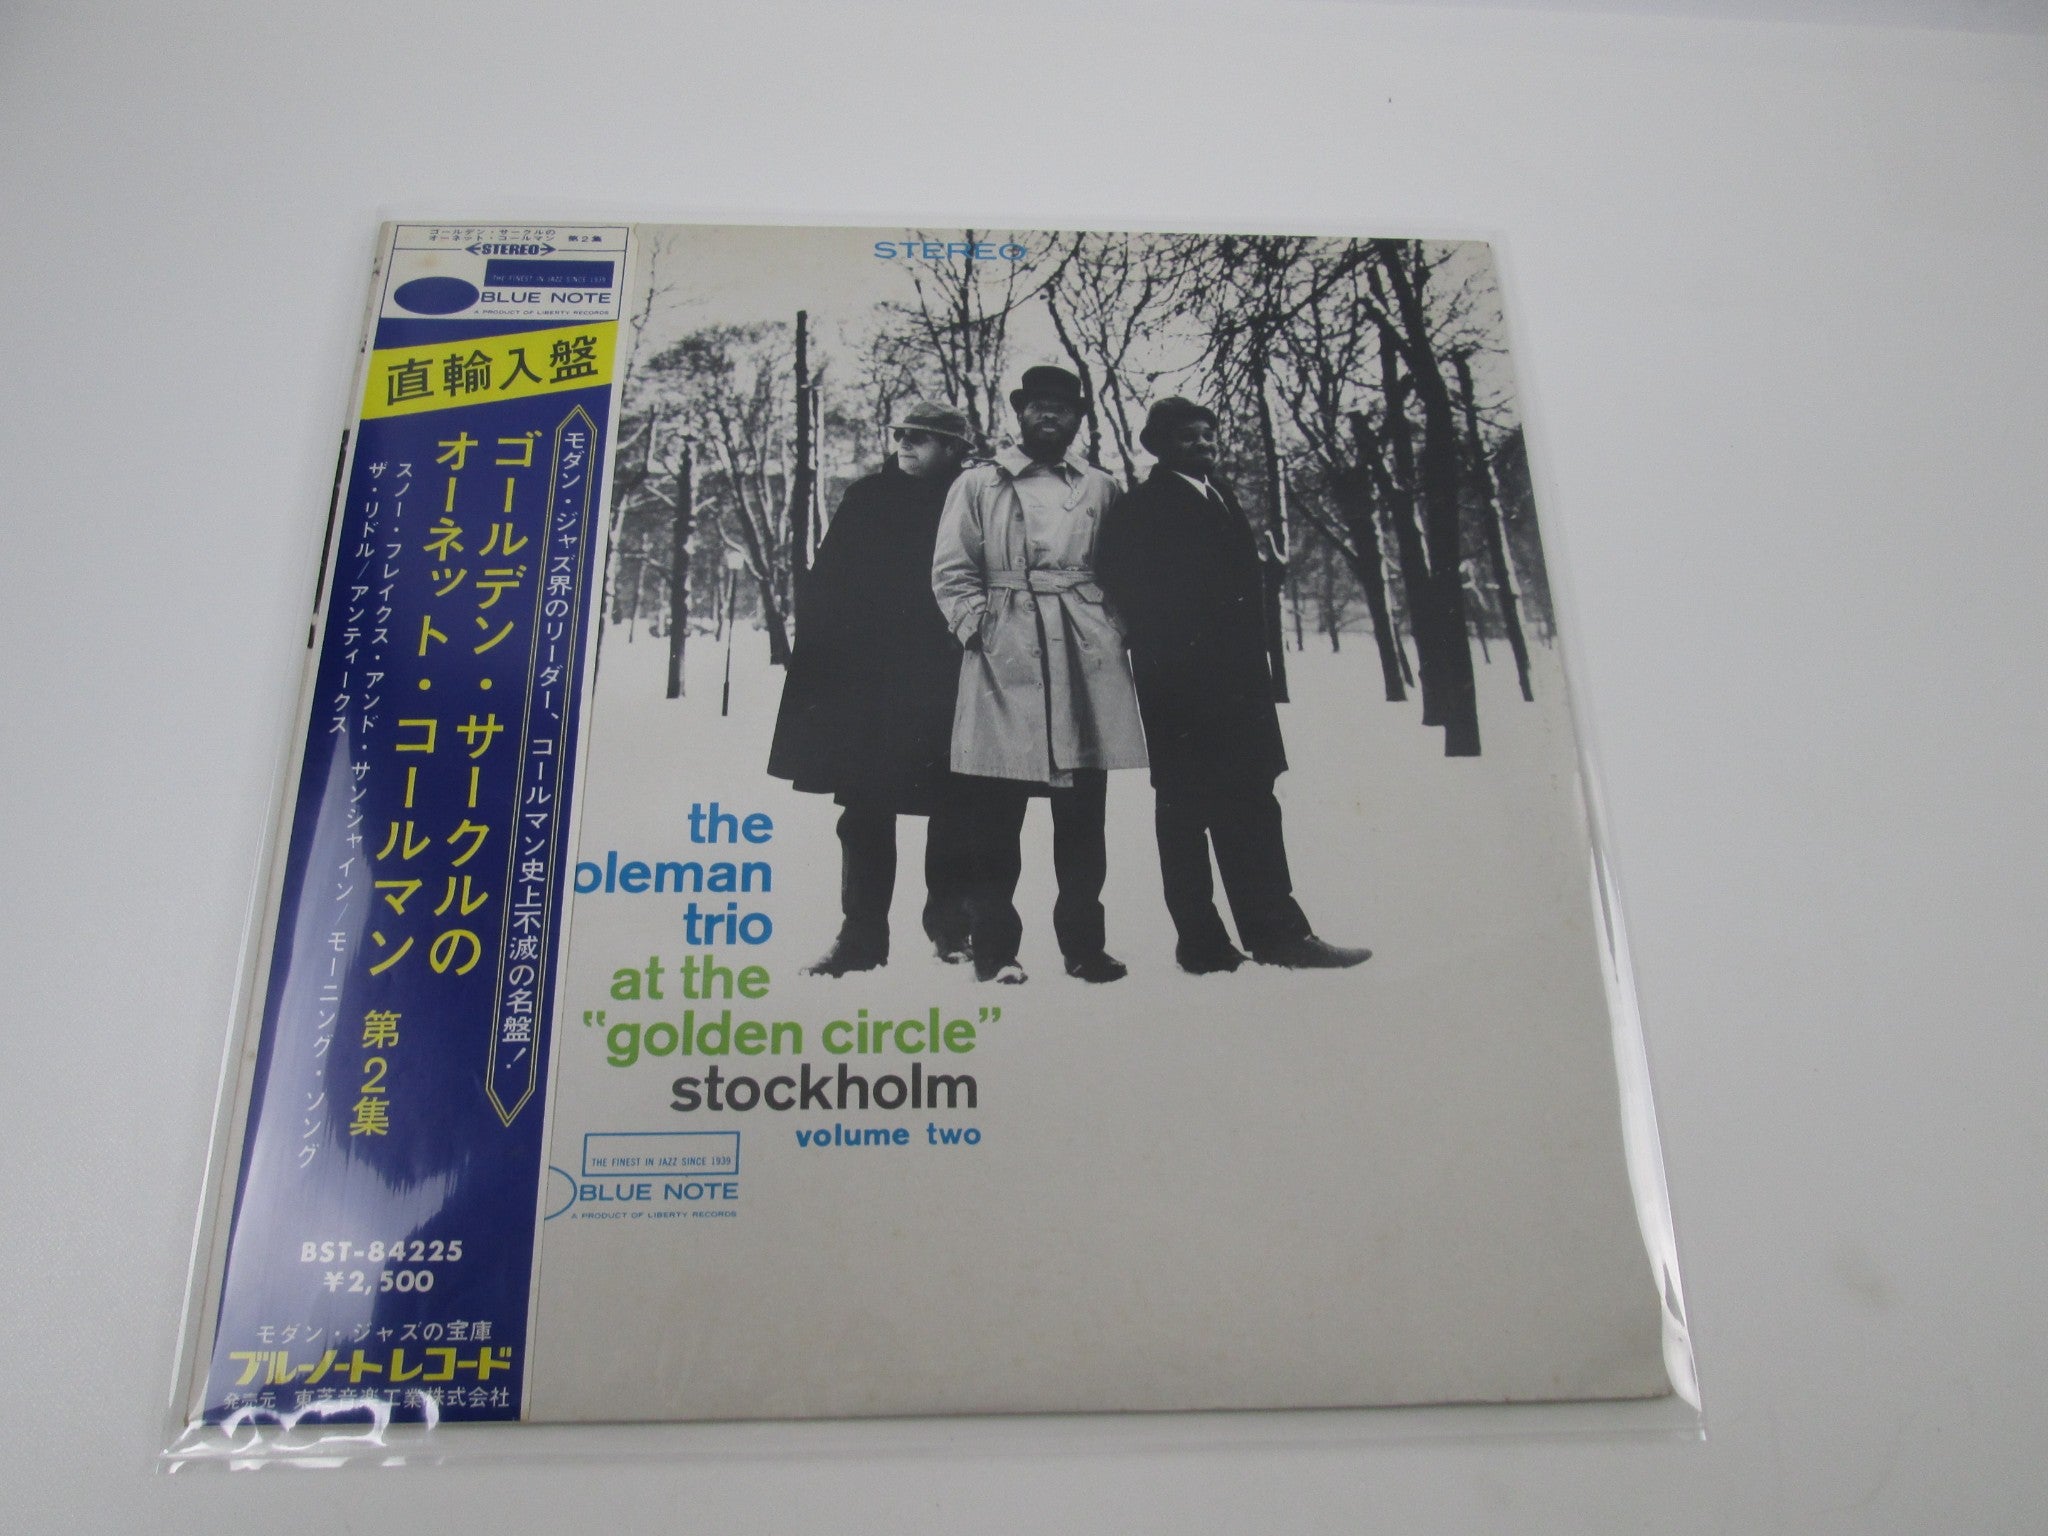 ゴールデン・サークルの
オーネット・コールマン 第2集
STEREO
THE FINEST IN JAZZ SINCE 1939
BLUE NOTE
A PRODUCT OF LIBERTY RECORDS
直輸入盤
モダン・ジャズ界のリーダー、コールマン史上不滅の名盤!
ゴールデン・サークルの
オーネット・コールマン 第2集
スノー・フレイクス・アンド・サンシャイン/モーニング・ソング
ザ・リドル/アンティークス
BST-84225
¥2,500
モダン・ジャズの宝庫
ブルーノートレコード
発売元 東芝音楽工業株式会社
STEREO
the
oleman
trio
at the
"golden circle"
stockholm
volume two
THE FINEST IN JAZZ SINCE 1939
BLUE NOTE
A PRODUCT OF LIBERTY RECORDS